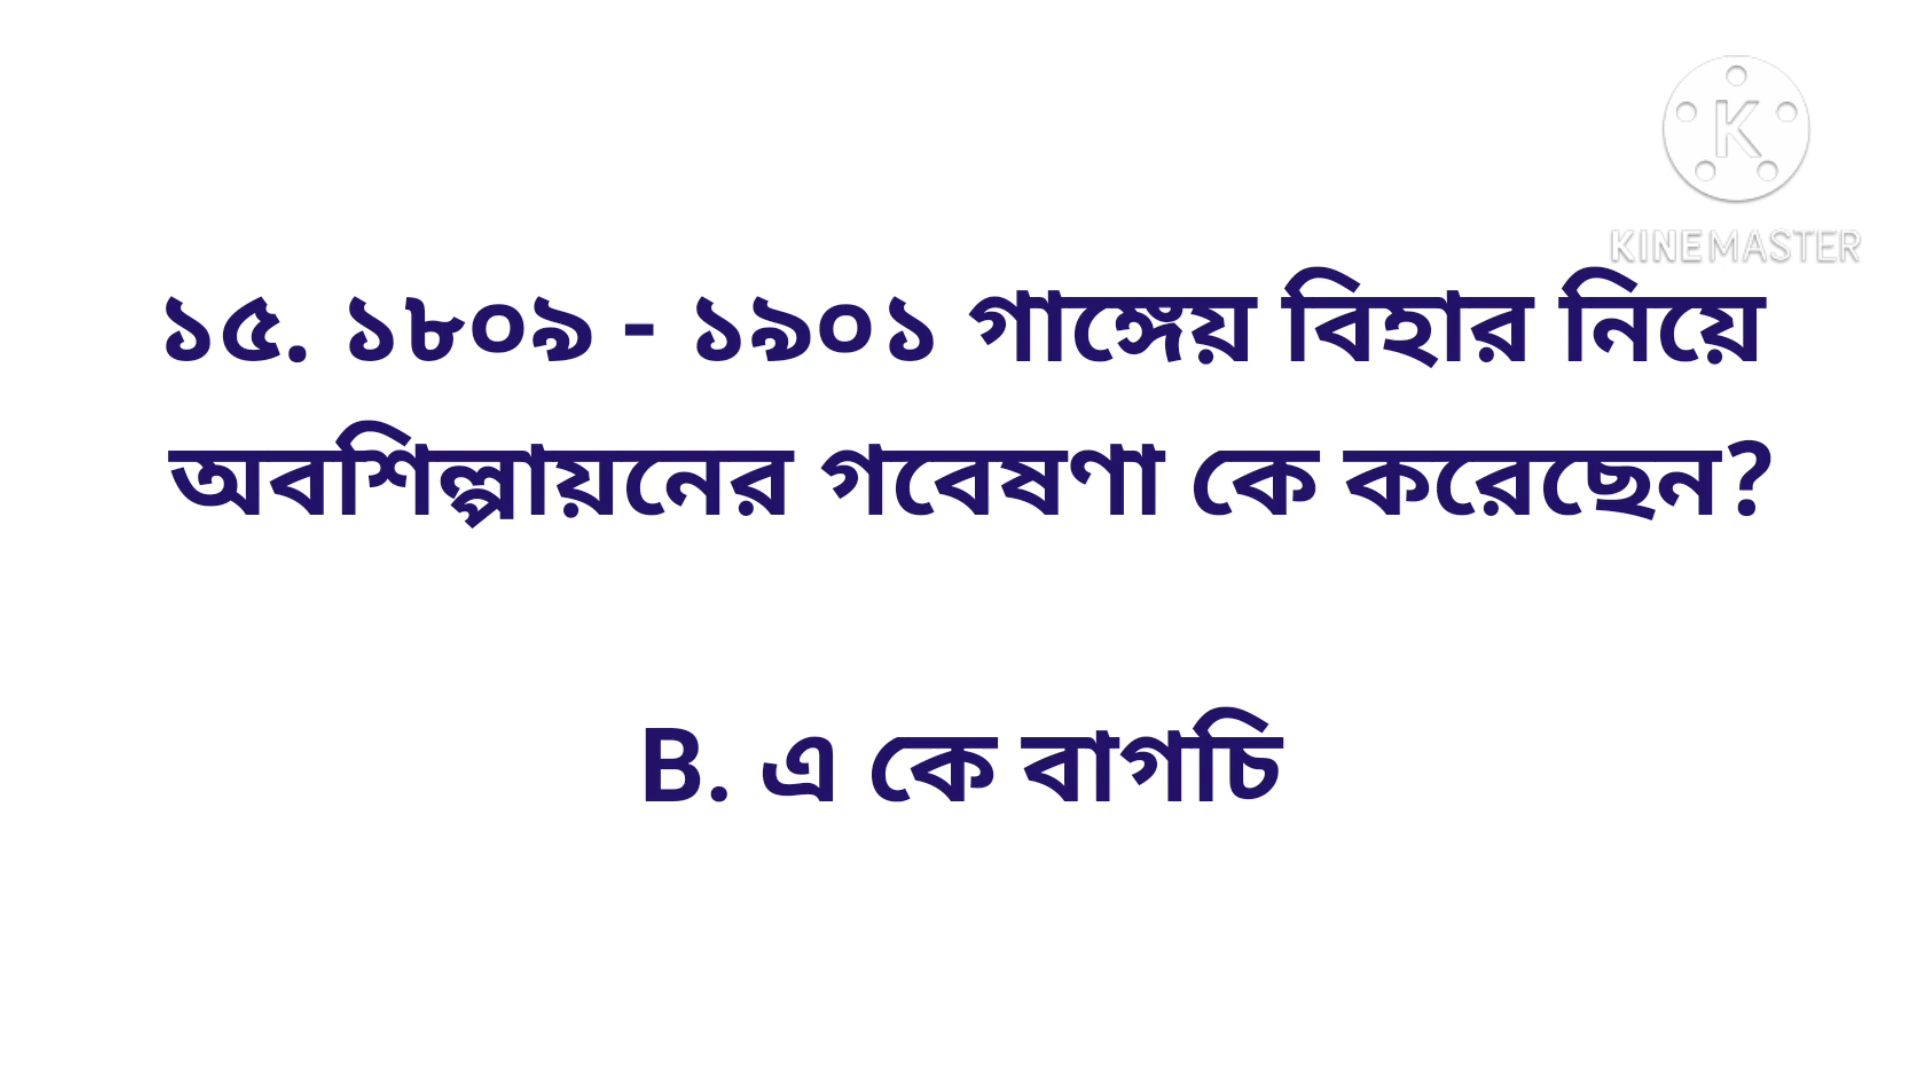 K
KINEMASTER
১৫. ১৮০৯ - ১৯০১ গাঙ্গেয় বিহার নিয়ে
অবশিল্পায়নের গবেষণা কে করেছেন?
B. এ কে বাগচি